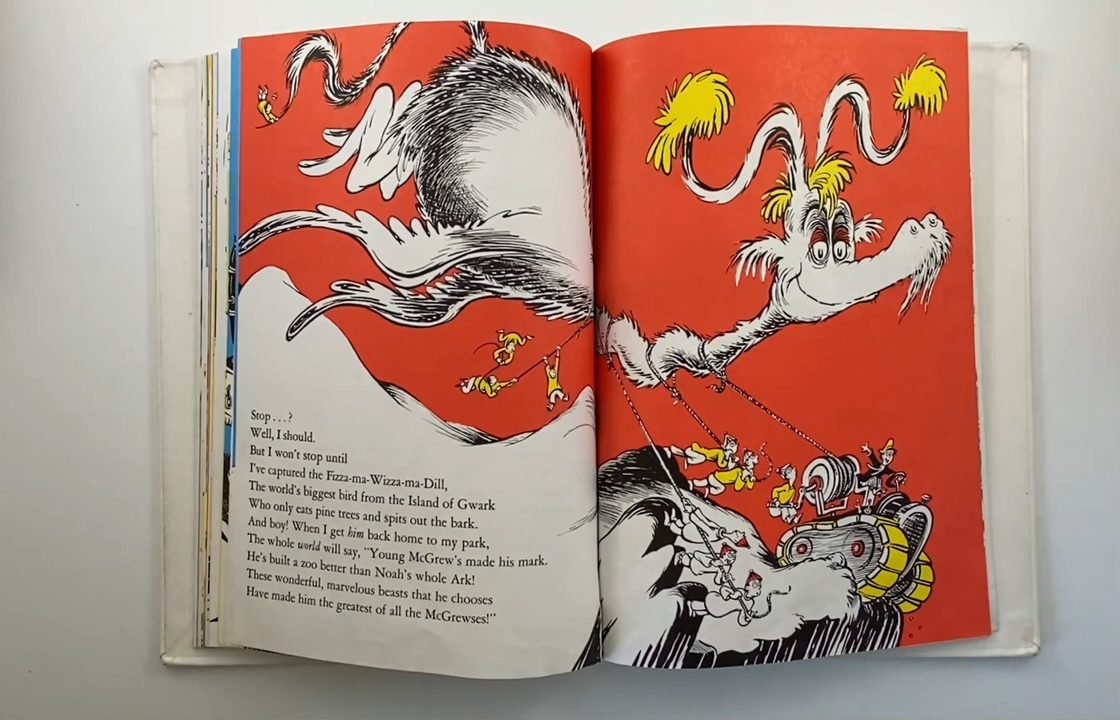 Stop . . . ?
Well, I should.
But I won't stop until
I've captured the Fizza-ma-Wizza-ma-Dill,
The world's biggest bird from the Island of Gwark
Who only eats pine trees and spits out the bark.
And boy! When I get him back home to my park,
The whole world will say, "Young McGrew's made his mark.
He's built a zoo better than Noah's whole Ark!
These wonderful, marvelous beasts that he chooses
Have made him the greatest of all the McGrewses!"